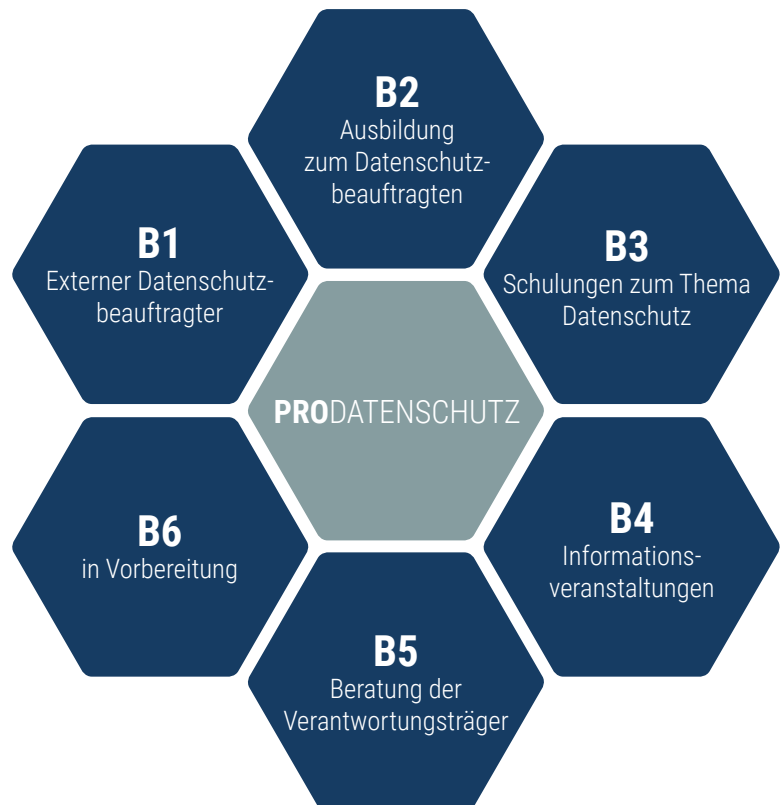 B1
Externer Datenschutz-
beauftragter
B2
Ausbildung
zum Datenschutz-
beauftragten
B3
Schulungen zum Thema
Datenschutz
PRODATENSCHUTZ
B4
Informations-
veranstaltungen
B5
Beratung der
Verantwortungsträger
B6
in Vorbereitung